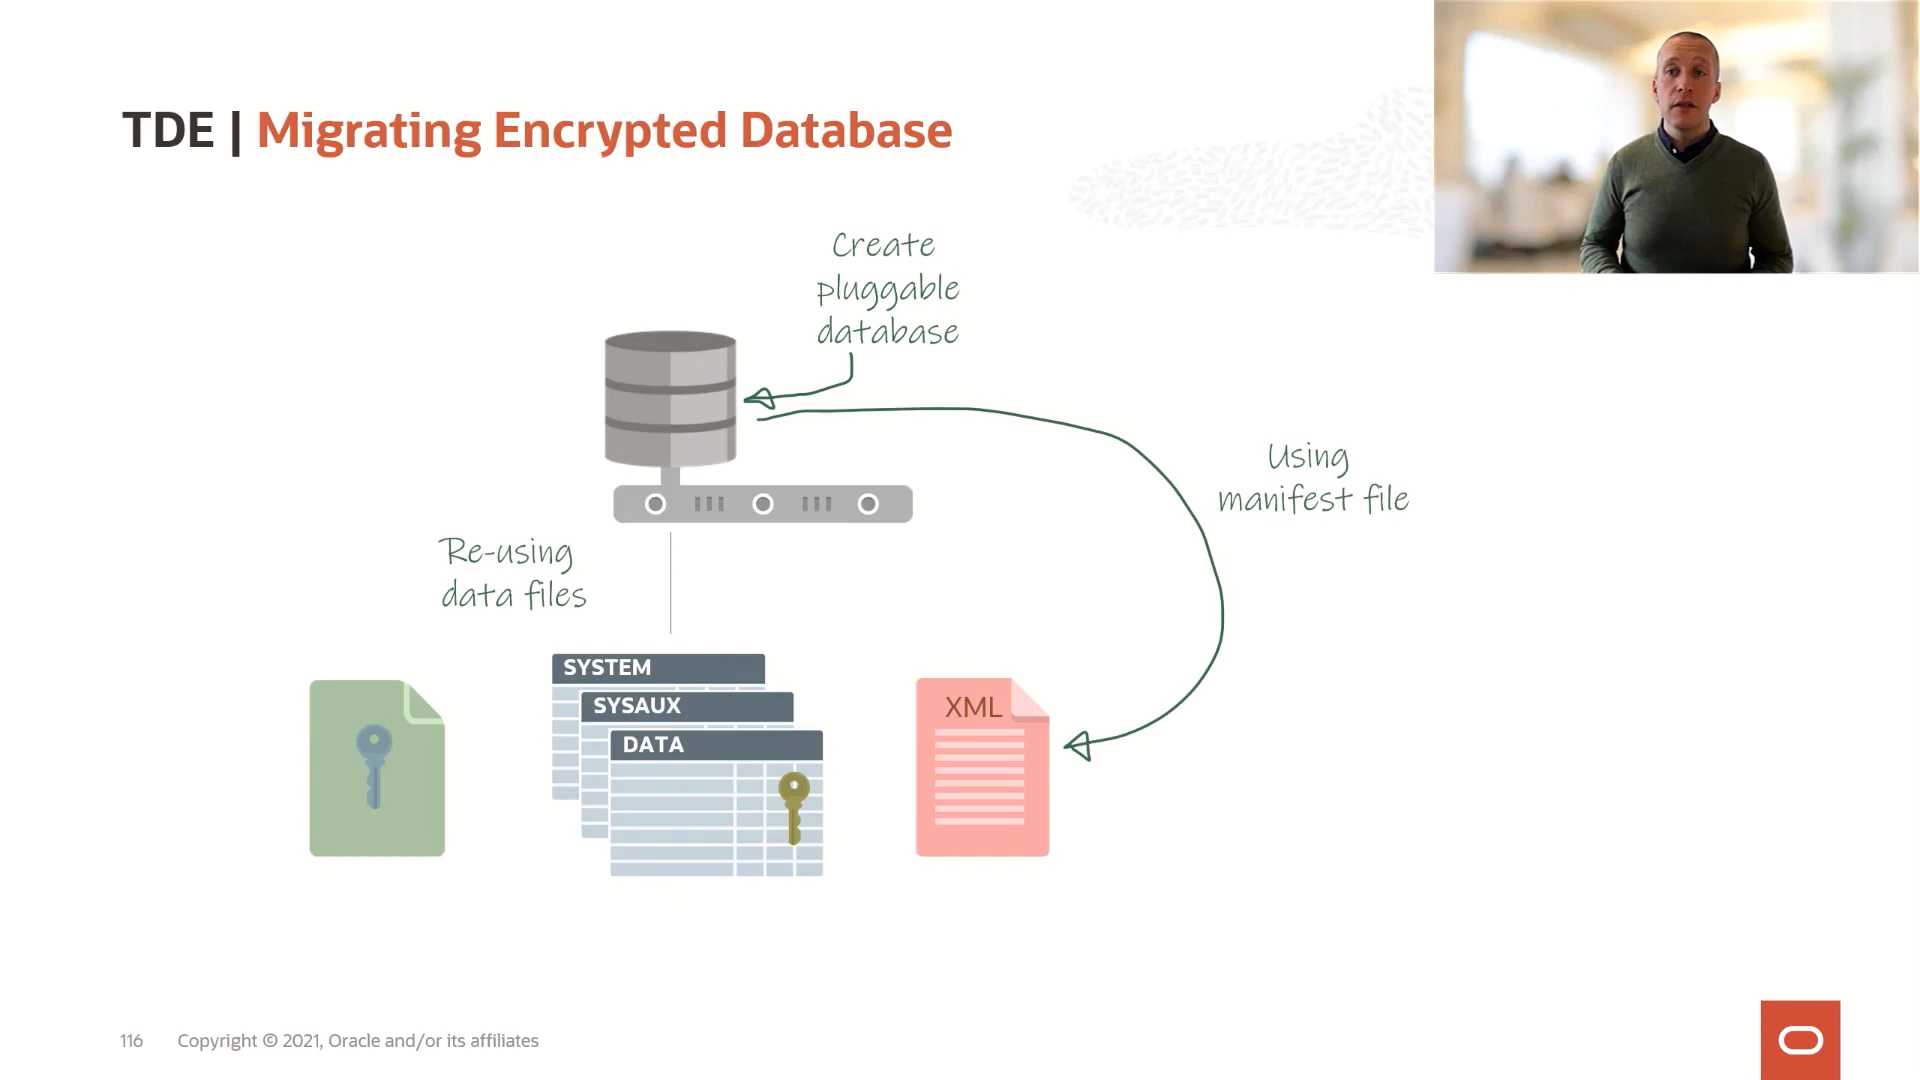 TDE | Migrating Encrypted Database
Create
pluggable
database
Using
manifest file
Re-using
data files
SYSTEM
SYSAUX
DATA
XML
116 Copyright © 2021, Oracle and/or its affiliates